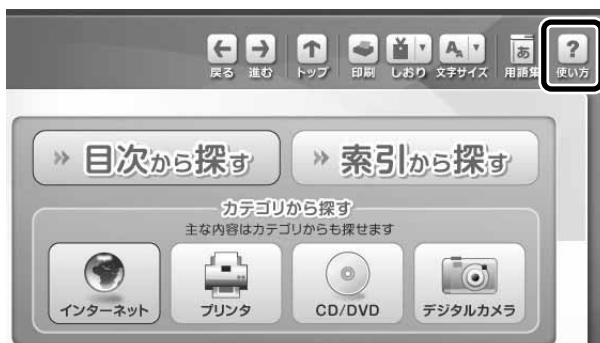 戻る 進む トップ 印刷 しおり 文字サイズ 用語集 使い方
目次から探す 索引から探す
カテゴリから探す
主な内容はカテゴリからも探せます
インターネット プリンタ CD/DVD デジタルカメラ